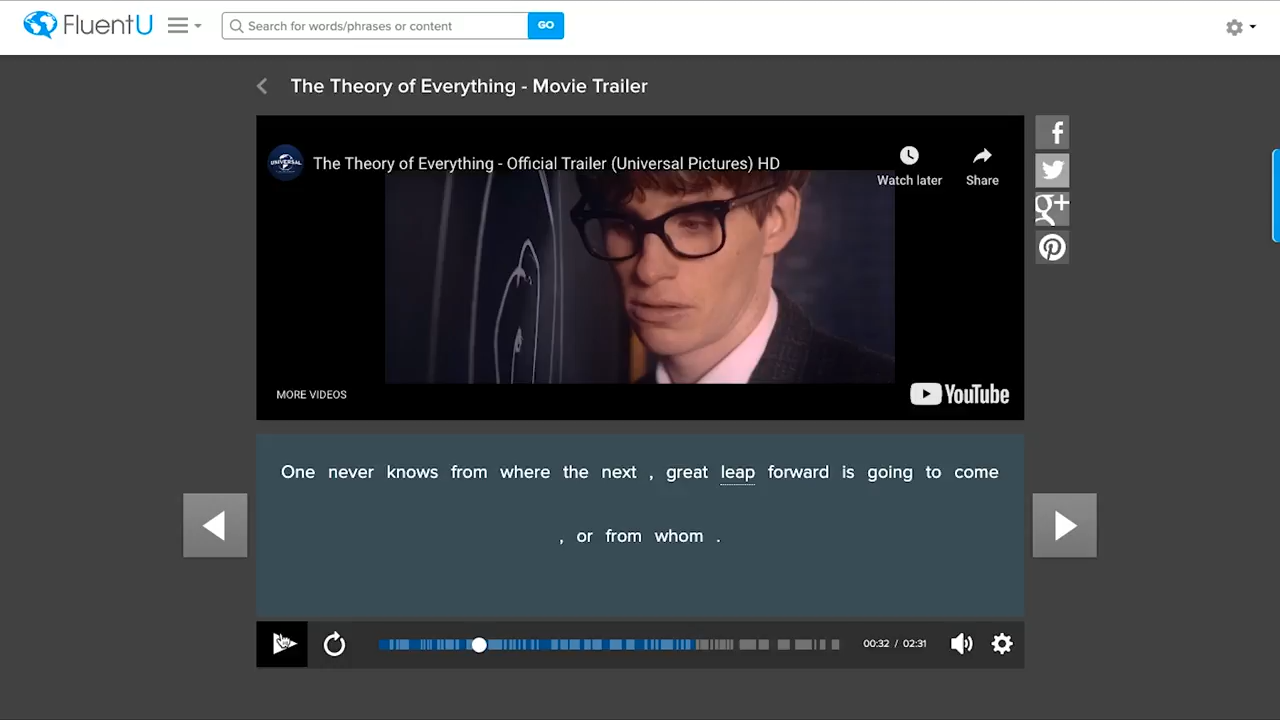 FluentU
Search for words/phrases or content
GO
The Theory of Everything - Movie Trailer
UNIVERSAL
The Theory of Everything - Official Trailer (Universal Pictures) HD
Watch later
Share
MORE VIDEOS
YouTube
One never knows from where the next , great leap forward is going to come
, or from whom .
00:32 / 02:31